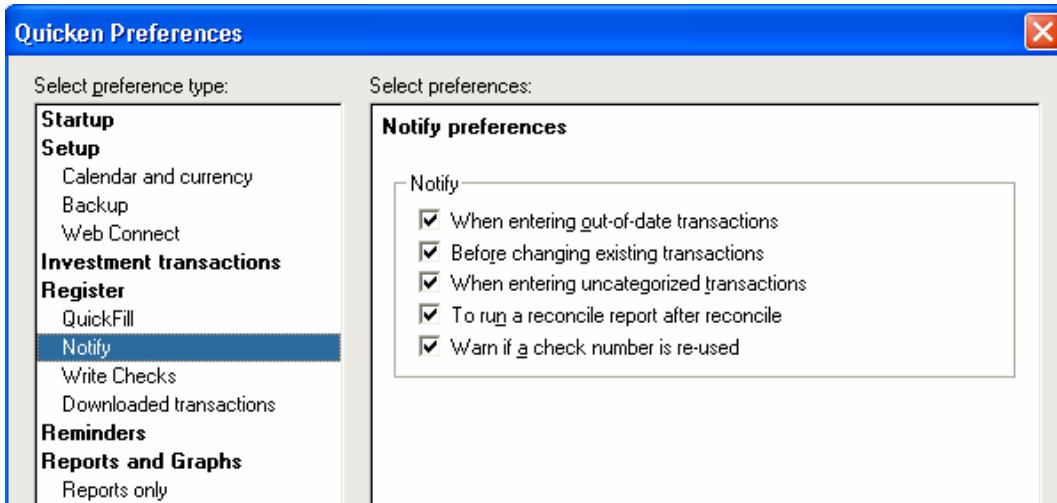 Quicken Preferences
Select preference type:
Startup
Setup
Calendar and currency
Backup
Web Connect
Investment transactions
Register
QuickFill
Notify
Write Checks
Downloaded transactions
Reminders
Reports and Graphs
Reports only
Select preferences:
Notify preferences
Notify
When entering out-of-date transactions
Before changing existing transactions
When entering uncategorized transactions
To run a reconcile report after reconcile
Warn if a check number is re-used